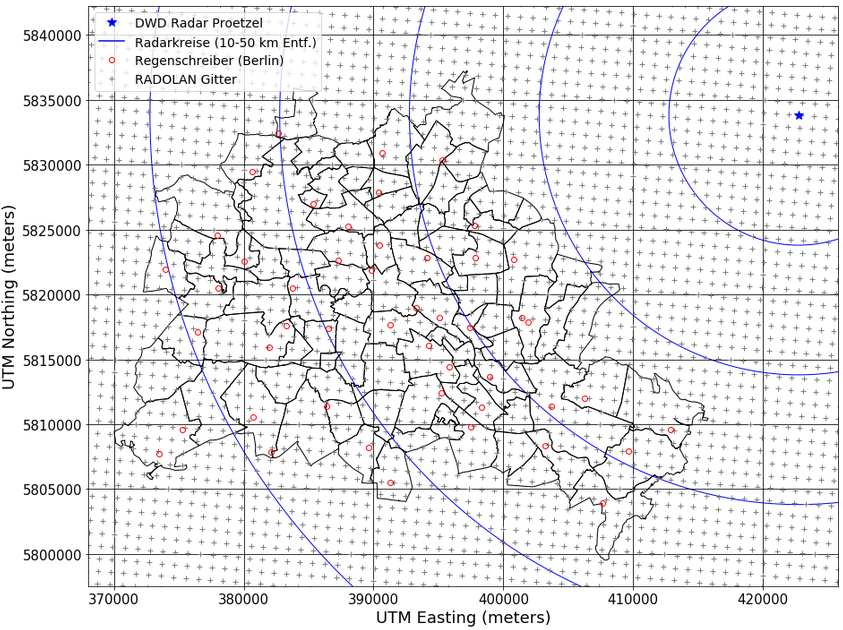 DWD Radar Proetzel
Radarkreise (10-50 km Entf.)
Regenschreiber (Berlin)
RADOLAN Gitter
5840000
5835000
5830000
5825000
5820000
5815000
5810000
5805000
5800000
UTM Northing (meters)
370000 380000 390000 400000 410000 420000
UTM Easting (meters)